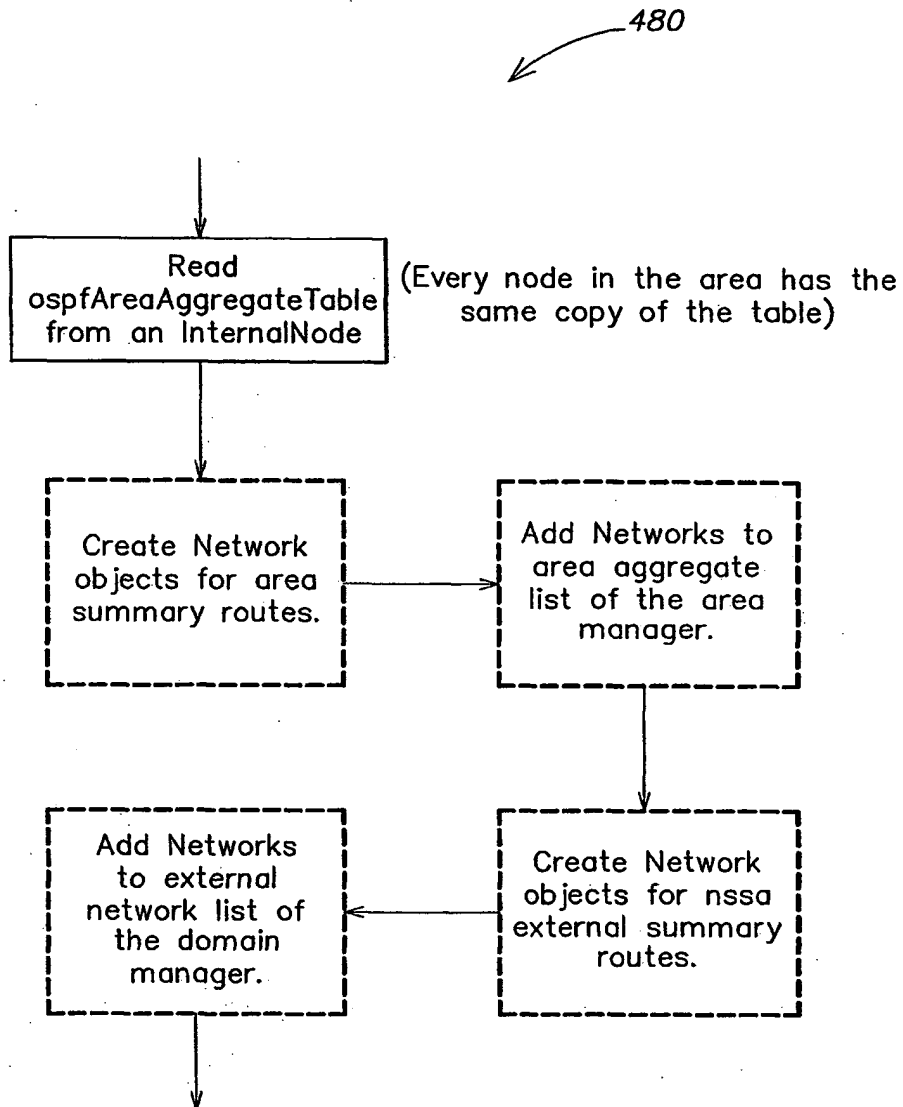 480
Read
ospfAreaAggregateTable
from an InternalNode
(Every node in the area has the
same copy of the table)
Create Network
objects for area
summary routes.
Add Networks to
area aggregate
list of the area
manager.
Add Networks
to external
network list of
the domain
manager.
Create Network
objects for nssa
external summary
routes.